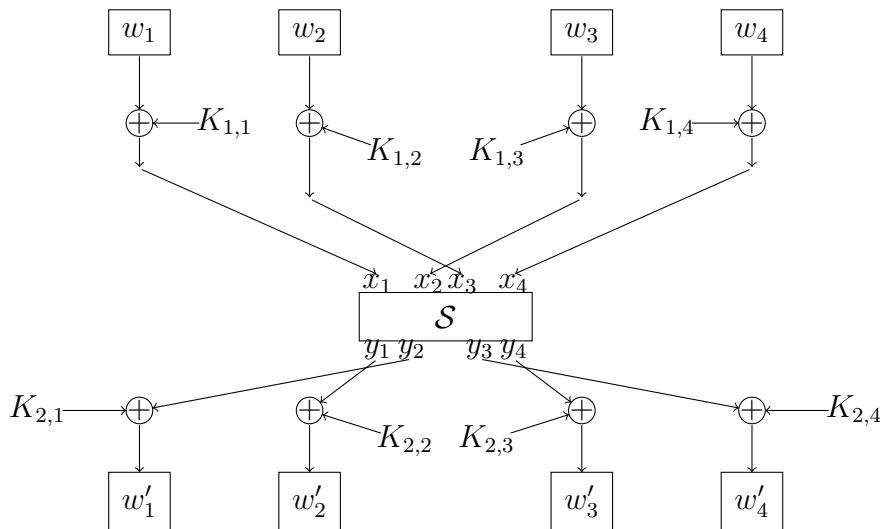 w₁ w₂ w₃ w₄
K₁,₁ K₁,₂ K₁,₃ K₁,₄
x₁ x₂ x₃ x₄
𝒮
y₁ y₂ y₃ y₄
K₂,₁ K₂,₂ K₂,₃ K₂,₄
w′₁ w′₂ w′₃ w′₄